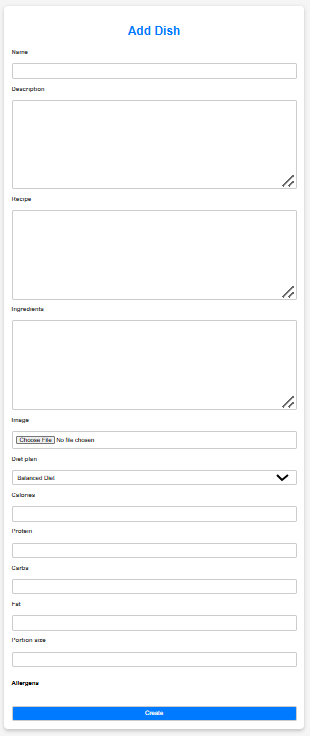 Add Dish
Name
Description
Recipe
Ingredients
Image
Choose File No file chosen
Diet plan
Balanced Diet
Calories
Protein
Carbs
Fat
Portion size
Allergens
Create